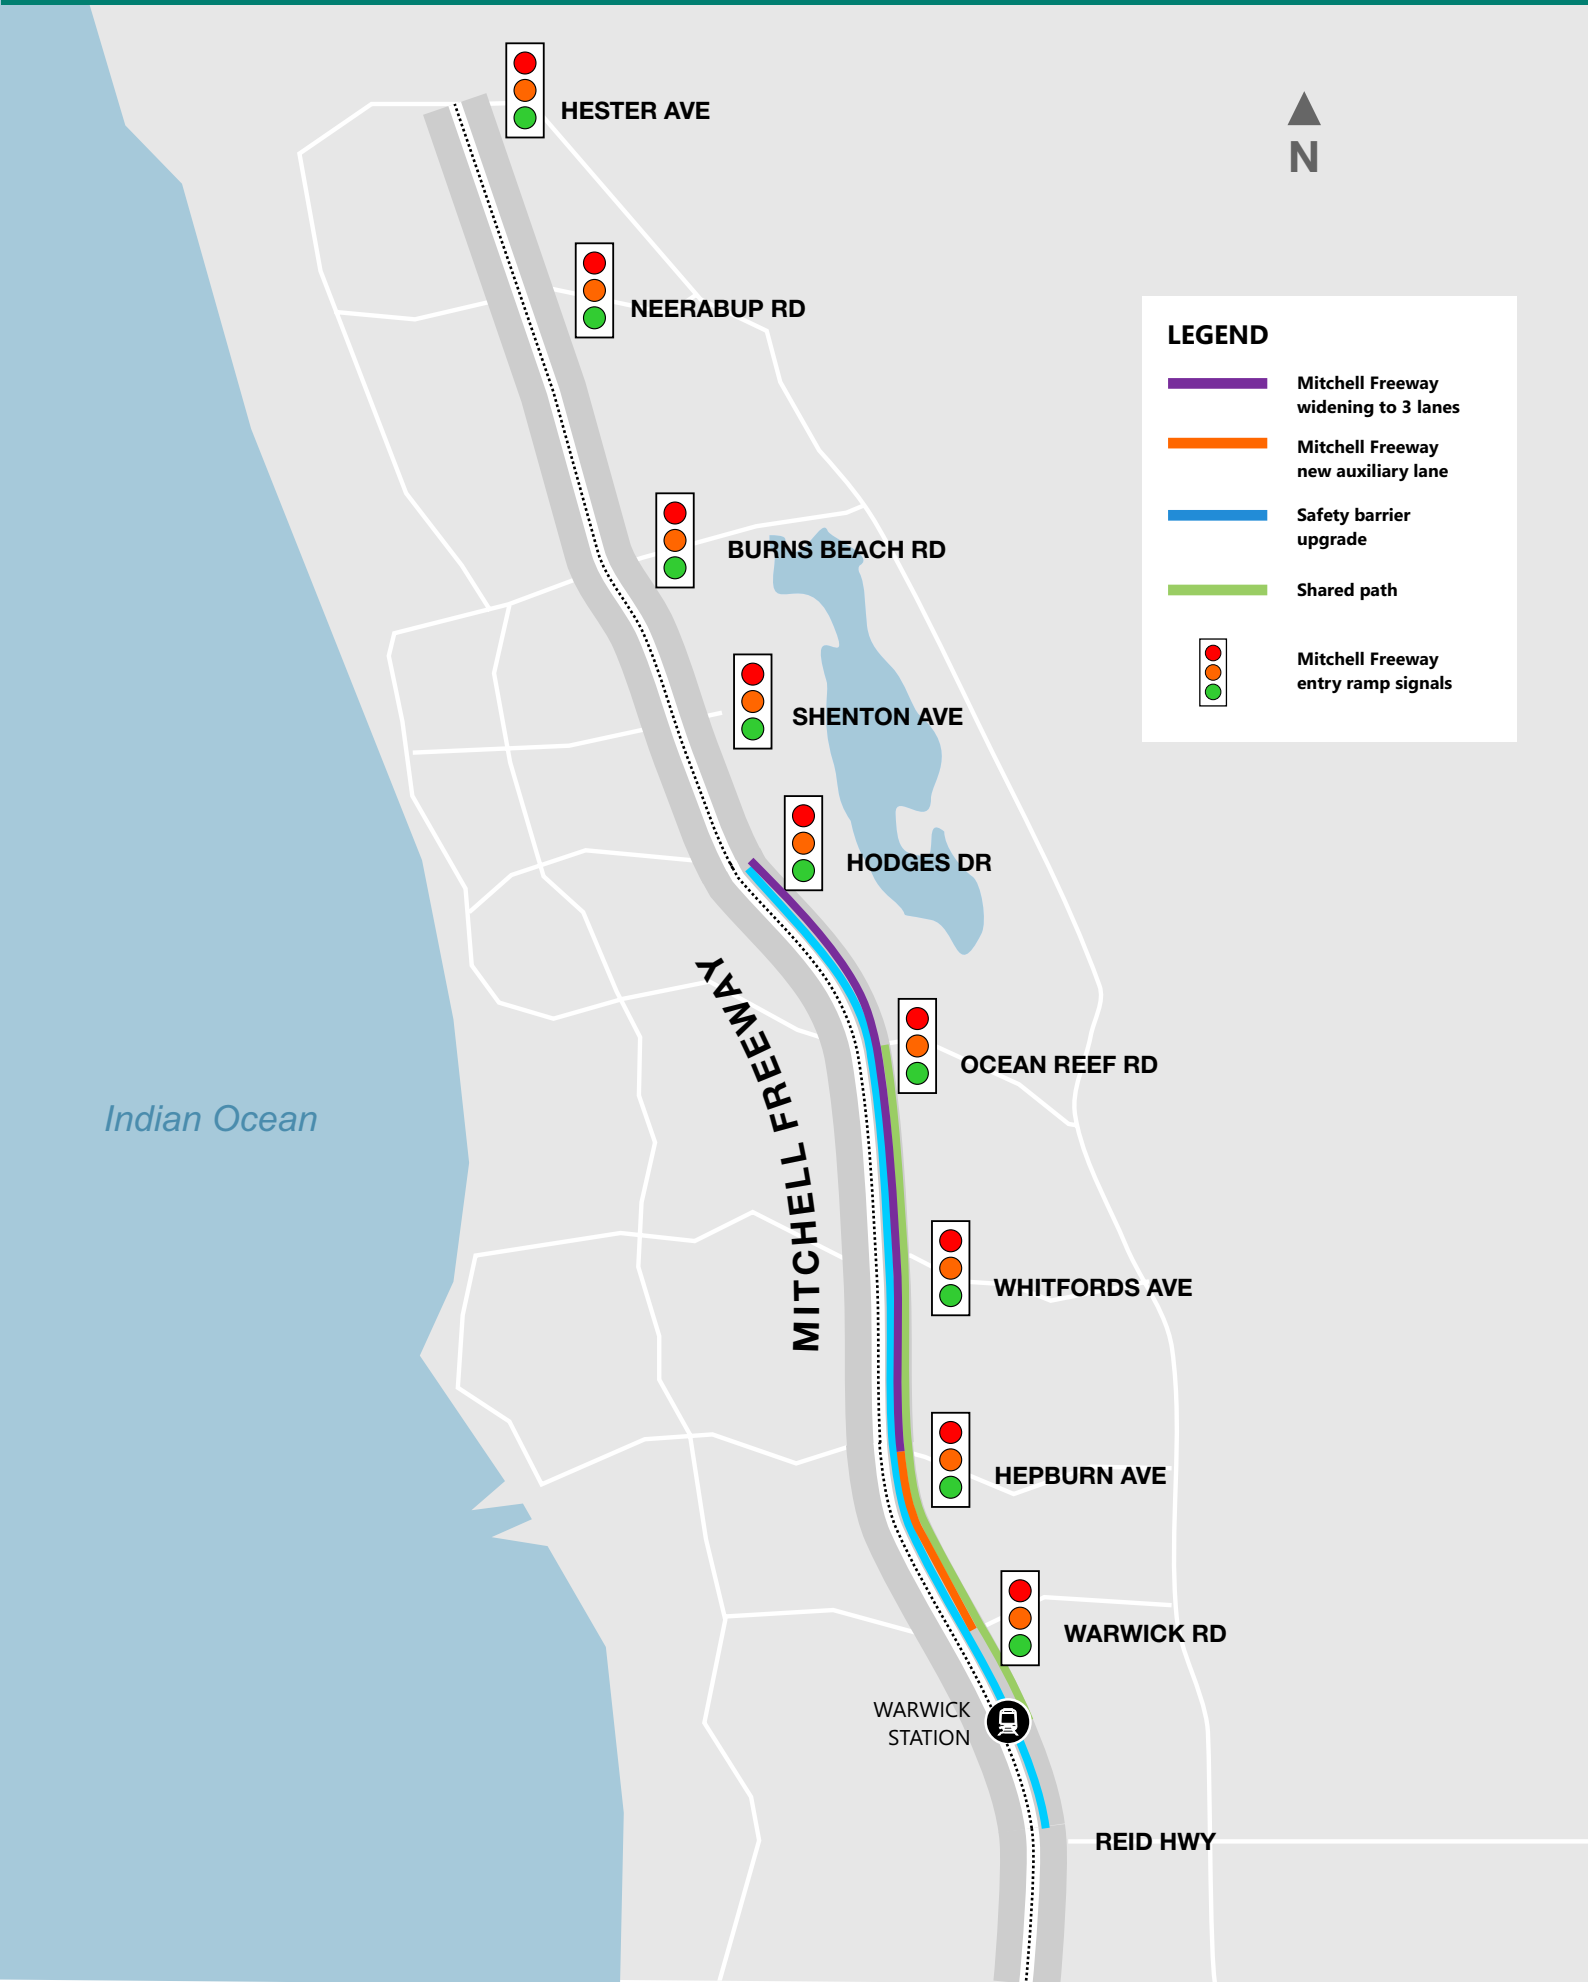 HESTER AVE
N
NEERABUP RD
LEGEND
Mitchell Freeway
widening to 3 lanes
Mitchell Freeway
new auxiliary lane
Safety barrier
upgrade
Shared path
Mitchell Freeway
entry ramp signals
BURNS BEACH RD
SHENTON AVE
HODGES DR
MITCHELL FREEWAY
OCEAN REEF RD
Indian Ocean
WHITFORDS AVE
HEPBURN AVE
WARWICK RD
WARWICK
STATION
REID HWY